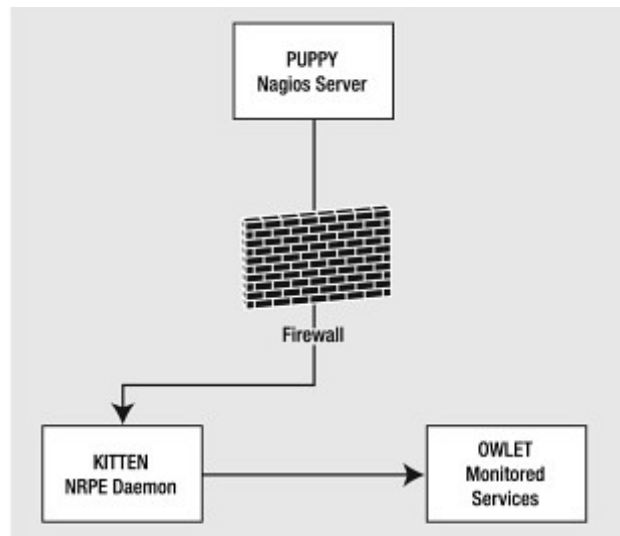 PUPPY
Nagios Server
Firewall
KITTEN
NRPE Daemon
OWLET
Monitored
Services